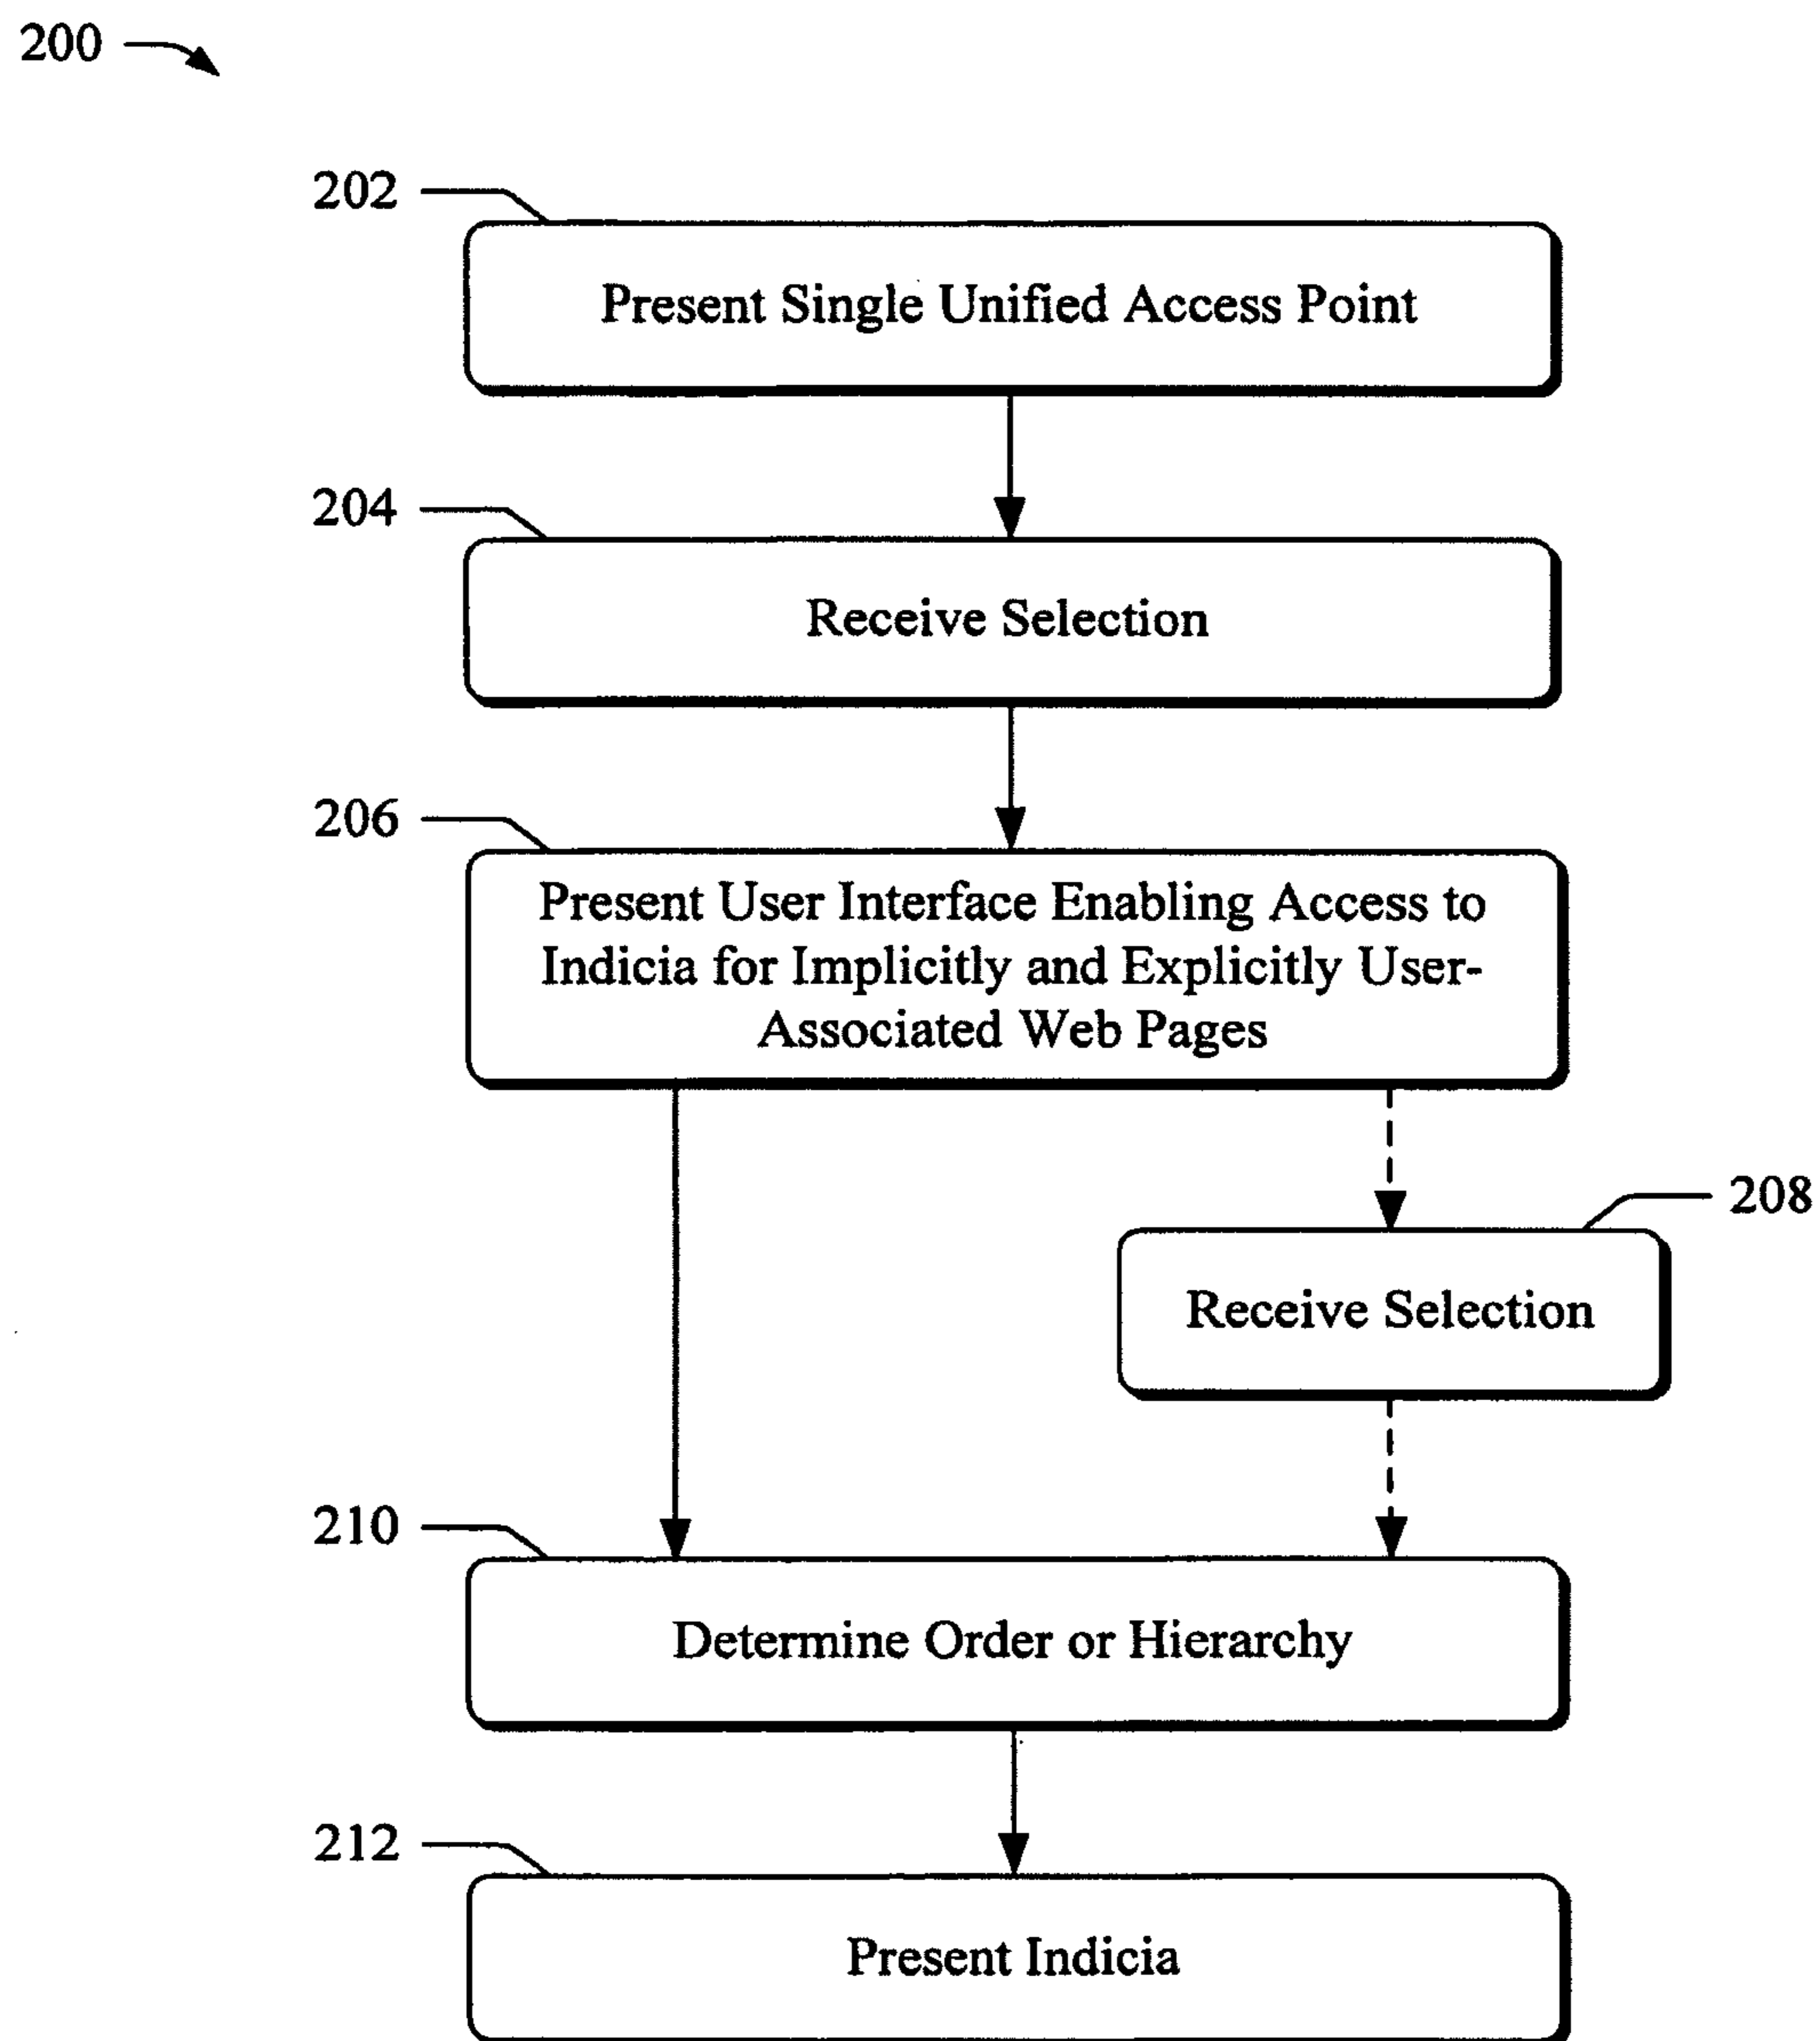 200
202
Present Single Unified Access Point
204
Receive Selection
206
Present User Interface Enabling Access to
Indicia for Implicitly and Explicitly User-
Associated Web Pages
208
Receive Selection
210
Determine Order or Hierarchy
212
Present Indicia